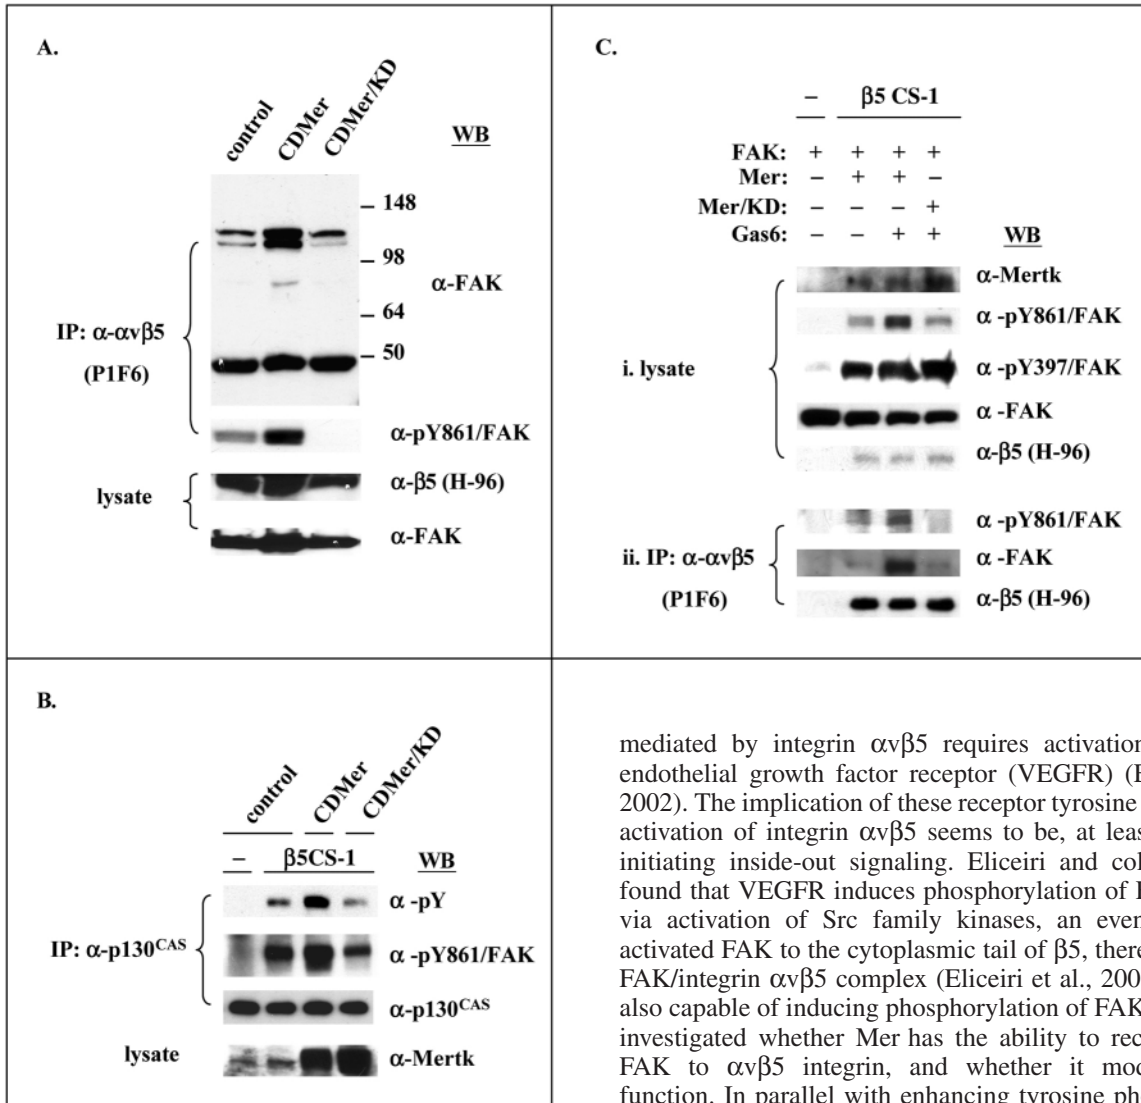 A.
control
CDMer
CDMer/KD
WB
148
98
α-FAK
64
50
IP: α-αvβ5
(P1F6)
α-pY861/FAK
α-β5 (H-96)
lysate
α-FAK
B.
control
CDMer
CDMer/KD
– β5CS-1 WB
α -pY
IP: α-p130CAS
α -pY861/FAK
α-p130CAS
lysate
α-Mertk
C.
– β5 CS-1
FAK: + + + +
Mer: – + + –
Mer/KD: – – – +
Gas6: – – + + WB
α-Mertk
α -pY861/FAK
i. lysate
α -pY397/FAK
α -FAK
α-β5 (H-96)
α -pY861/FAK
ii. IP: α-αvβ5
α -FAK
(P1F6)
α-β5 (H-96)
mediated by integrin αvβ5 requires activation
endothelial growth factor receptor (VEGFR) (E
2002). The implication of these receptor tyrosine
activation of integrin αvβ5 seems to be, at leas
initiating inside-out signaling. Eliceiri and col
found that VEGFR induces phosphorylation of I
via activation of Src family kinases, an even
activated FAK to the cytoplasmic tail of β5, there
FAK/integrin αvβ5 complex (Eliceiri et al., 200
also capable of inducing phosphorylation of FAK
investigated whether Mer has the ability to rec
FAK to αvβ5 integrin, and whether it mod
function. In parallel with enhancing tyrosine ph